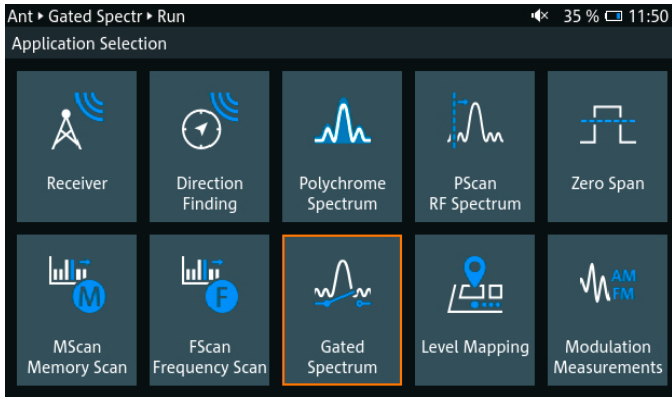 Ant ▸ Gated Spectr ▸ Run 35 % 11:50
Application Selection
Receiver
Direction
Finding
Polychrome
Spectrum
PScan
RF Spectrum
Zero Span
M
MScan
Memory Scan
F
FScan
Frequency Scan
Gated
Spectrum
Level Mapping
AM
FM
Modulation
Measurements